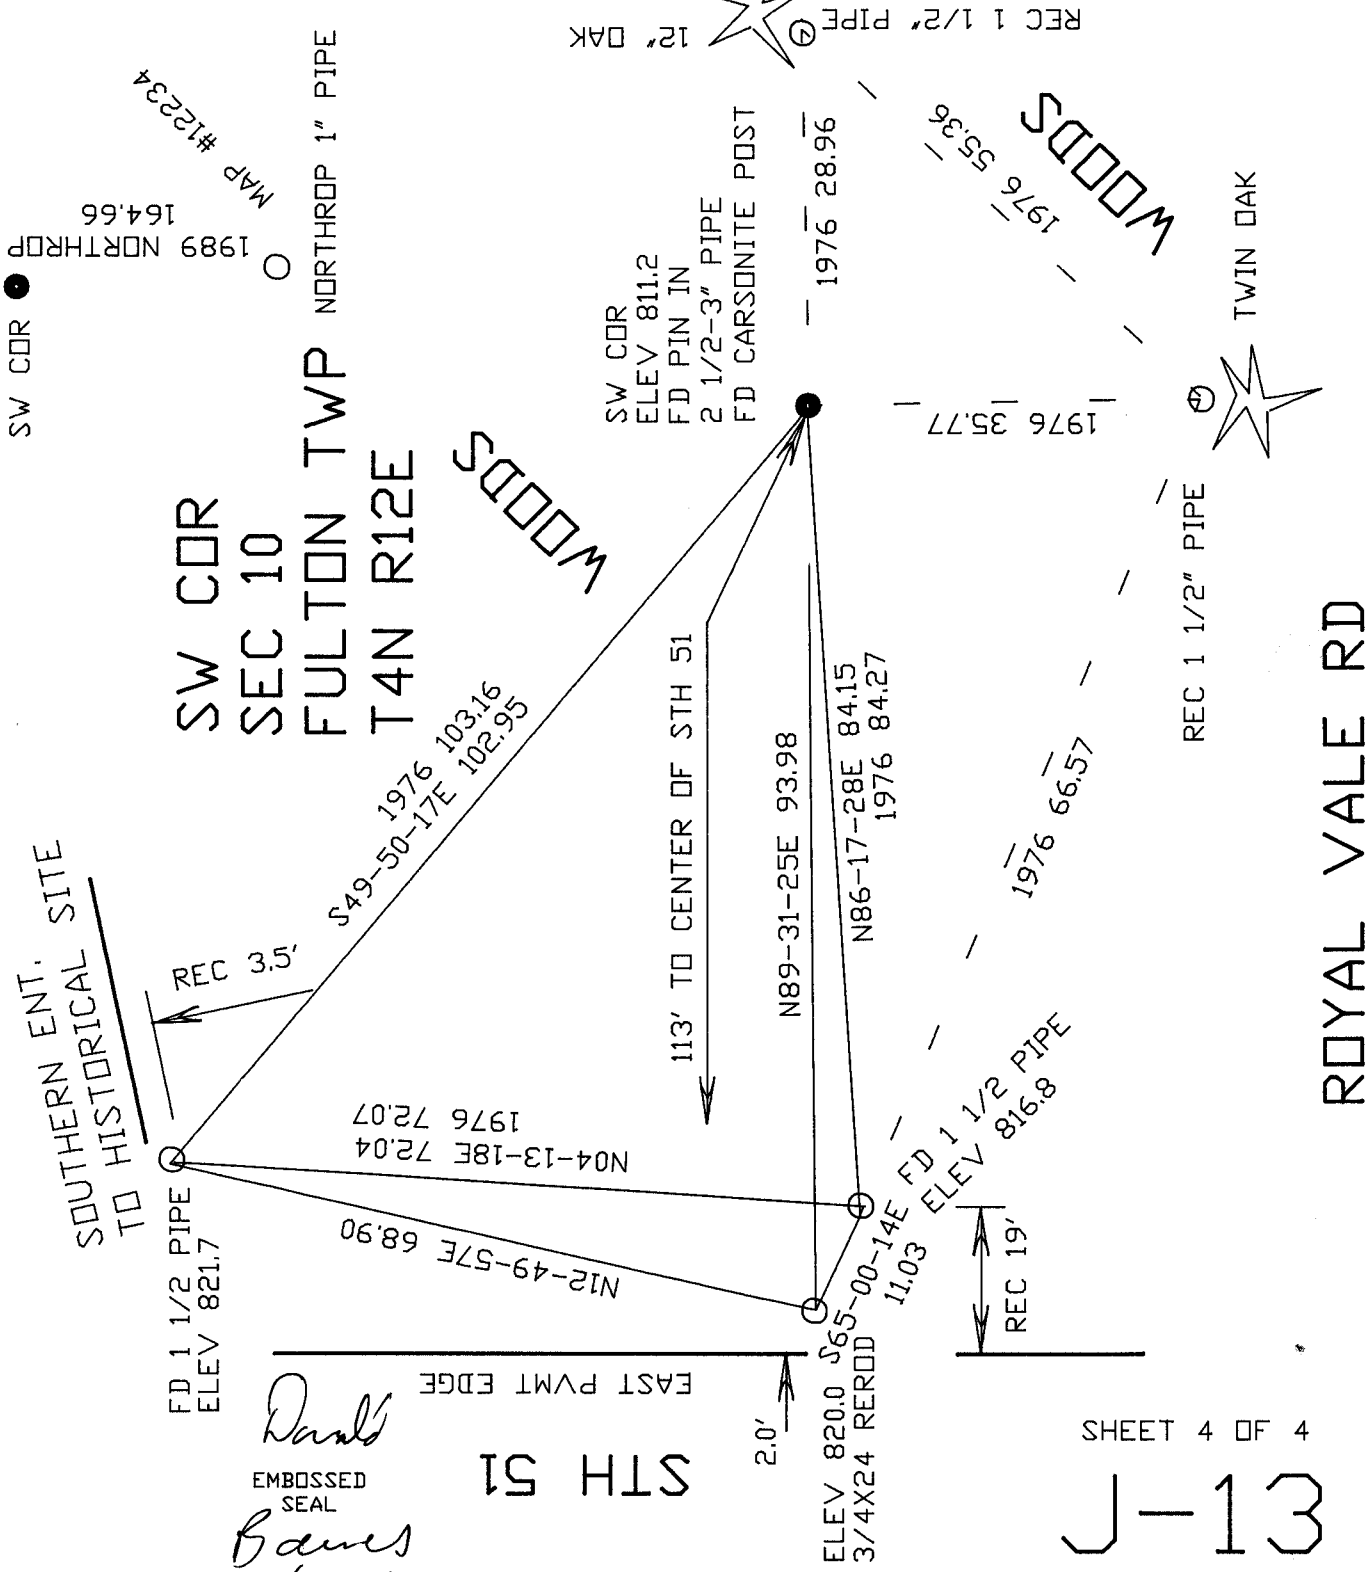 SW COR
1989 NORTHROP
164.66
MAP #12234
NORTHROP 1" PIPE
12" OAK
REC 1 1/2" PIPE
SW COR
SEC 10
FULTON TWP
T4N R12E
WOODS
SW COR
ELEV 811.2
FD PIN IN
2 1/2-3" PIPE
FD CARSONITE POST
1976 28.96
1976 55.36
WOODS
TWIN OAK
1976 35.77
REC 1 1/2" PIPE
SOUTHERN ENT.
TO HISTORICAL SITE
REC 3.5'
1976 103.16
S49-50-17E 102.95
113' TO CENTER OF STH 51
N89-31-25E 93.98
N86-17-28E 84.15
1976 84.27
1976 66.57
ROYAL VALE RD
FD 1 1/2 PIPE
ELEV 821.7
N04-13-18E 72.04
1976 72.07
N12-49-57E 68.90
S65-00-14E
11.03
FD 1 1/2 PIPE
ELEV 816.8
REC 19'
EAST PVMT EDGE
STH 51
2.0'
ELEV 820.0
3/4X24 REROD
Donald
EMBOSSED
SEAL
Barnes
SHEET 4 OF 4
J-13